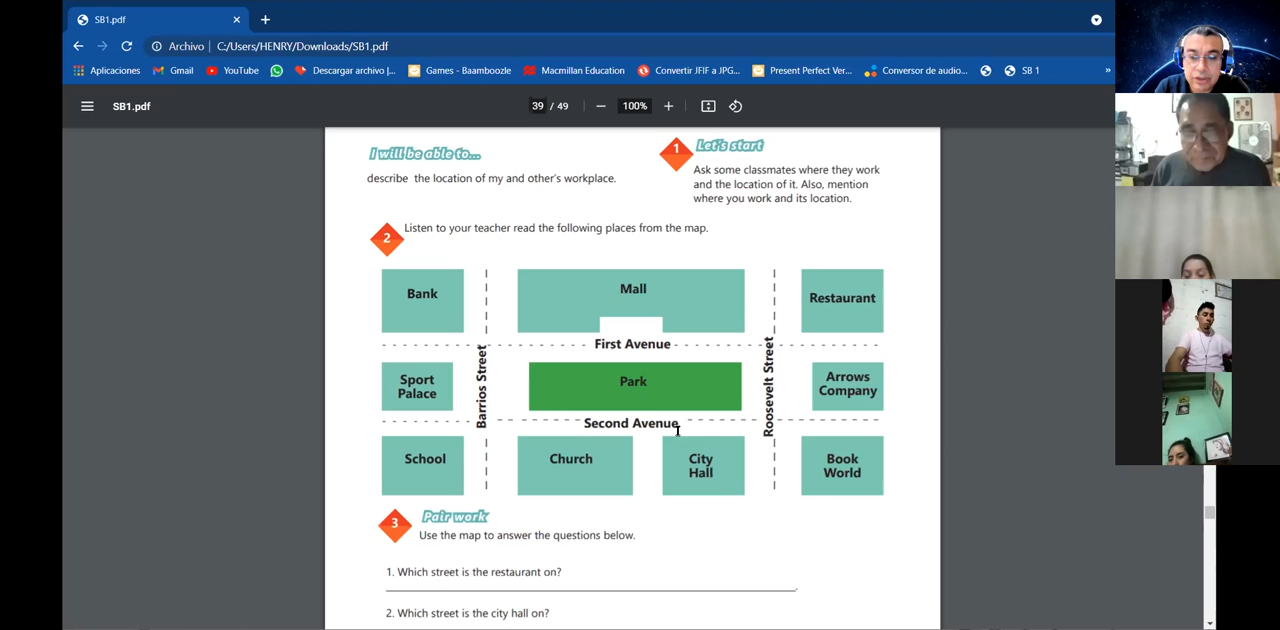 SB1.pdf
Archivo C:/Users/HENRY/Downloads/SB1.pdf
Aplicaciones Gmail YouTube Descargar archivo |... Games - Baamboozle Macmillan Education Convertir JFIF a JPG... Present Perfect Ver... Conversor de audio... SB 1 »
SB1.pdf 39 / 49 100%
I will be able to...
describe the location of my and other's workplace.
1 Let's start
Ask some classmates where they work
and the location of it. Also, mention
where you work and its location.
2 Listen to your teacher read the following places from the map.
Bank
Mall
Restaurant
First Avenue
Sport
Palace
Barrios Street
Park
Roosevelt Street
Arrows
Company
Second Avenue
School
Church
City
Hall
Book
World
3 Pair work
Use the map to answer the questions below.
1. Which street is the restaurant on?
2. Which street is the city hall on?